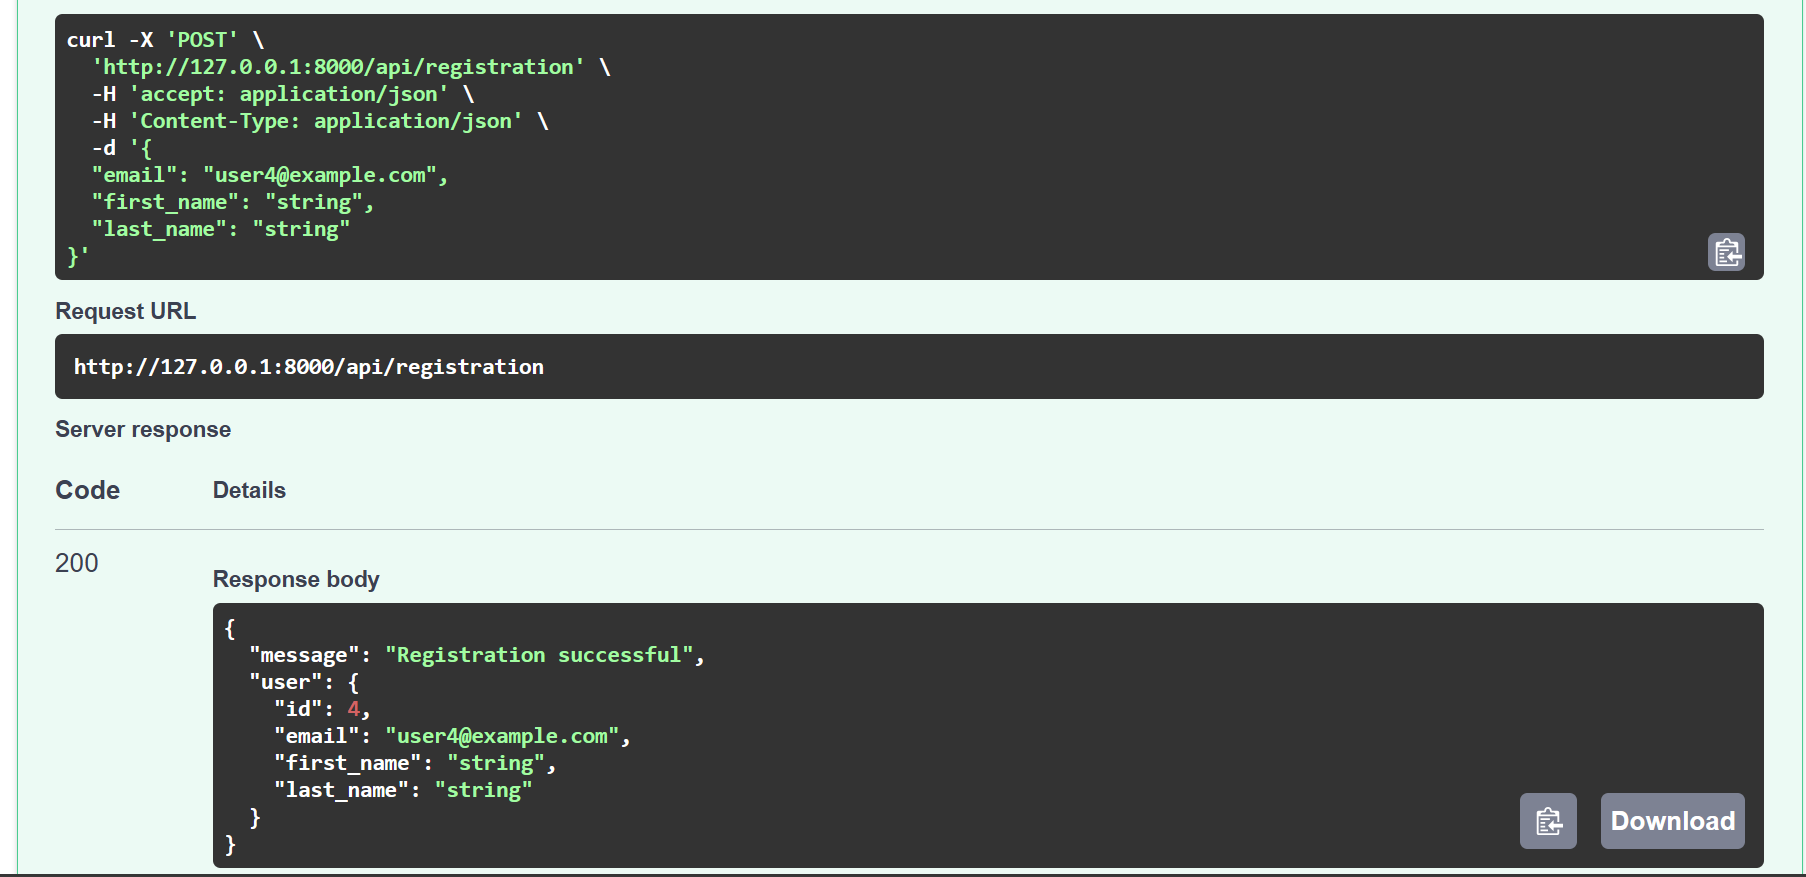 curl -X 'POST' \
  'http://127.0.0.1:8000/api/registration' \
  -H 'accept: application/json' \
  -H 'Content-Type: application/json' \
  -d '{
  "email": "user4@example.com",
  "first_name": "string",
  "last_name": "string"
}'
Request URL
http://127.0.0.1:8000/api/registration
Server response
Code Details
200
Response body
{
  "message": "Registration successful",
  "user": {
    "id": 4,
    "email": "user4@example.com",
    "first_name": "string",
    "last_name": "string"
  }
}
Download